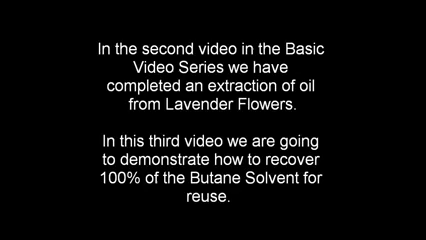 In the second video in the Basic
Video Series we have
completed an extraction of oil
from Lavender Flowers.
In this third video we are going
to demonstrate how to recover
100% of the Butane Solvent for
reuse.